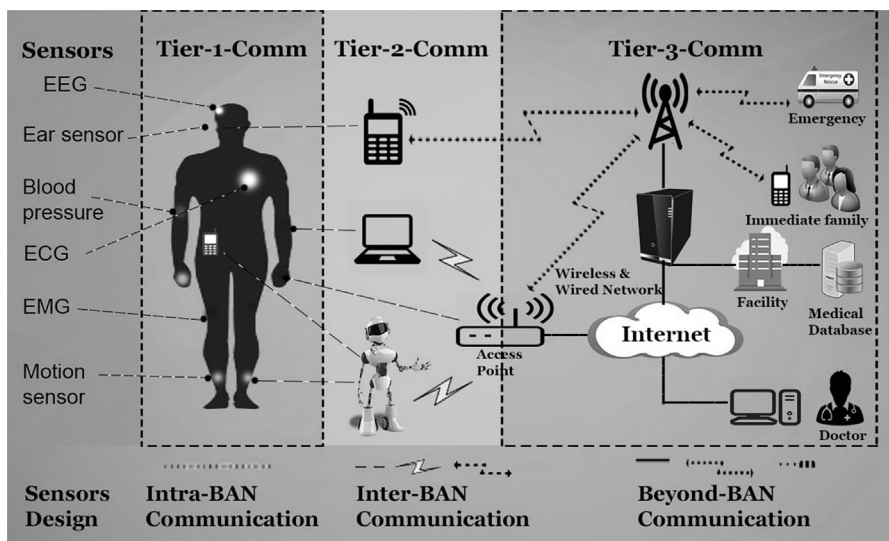 Sensors
Tier-1-Comm
Tier-2-Comm
Tier-3-Comm
EEG
Ear sensor
Blood
pressure
ECG
EMG
Motion
sensor
Emergency
Rescue
Emergency
Immediate family
Wireless &
Wired Network
Facility
Medical
Database
Internet
Access
Point
Doctor
Sensors
Design
Intra-BAN
Communication
Inter-BAN
Communication
Beyond-BAN
Communication